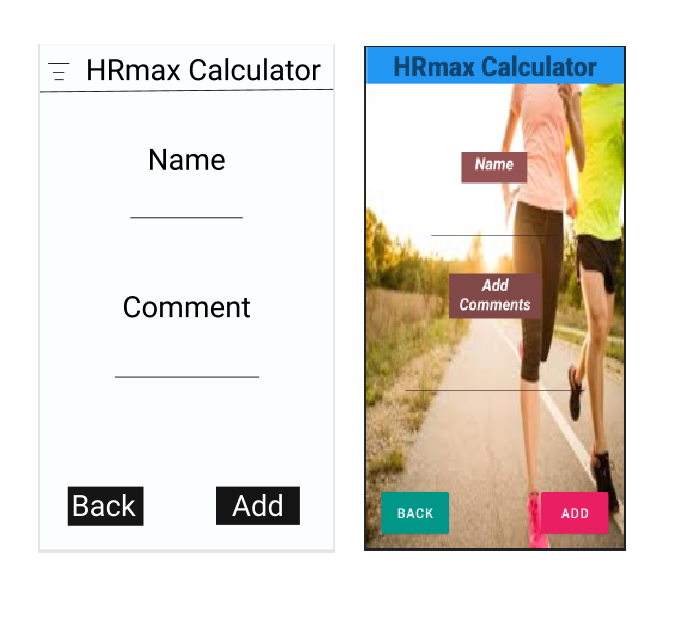 HRmax Calculator
Name
Comment
Back
Add
HRmax Calculator
Name
Add
Comments
BACK
ADD